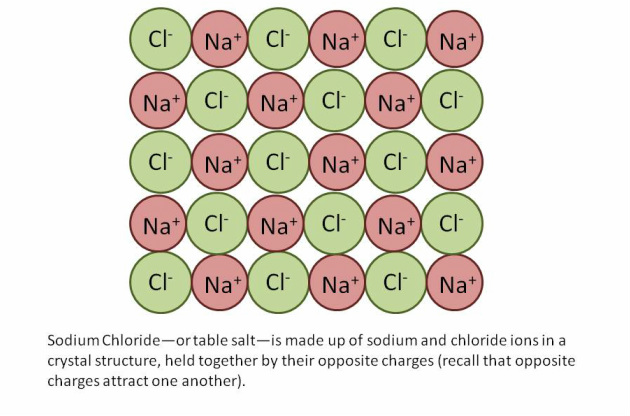 Cl⁻ Na⁺ Cl⁻ Na⁺ Cl⁻ Na⁺
Na⁺ Cl⁻ Na⁺ Cl⁻ Na⁺ Cl⁻
Cl⁻ Na⁺ Cl⁻ Na⁺ Cl⁻ Na⁺
Na⁺ Cl⁻ Na⁺ Cl⁻ Na⁺ Cl⁻
Cl⁻ Na⁺ Cl⁻ Na⁺ Cl⁻ Na⁺
Sodium Chloride—or table salt—is made up of sodium and chloride ions in a
crystal structure, held together by their opposite charges (recall that opposite
charges attract one another).